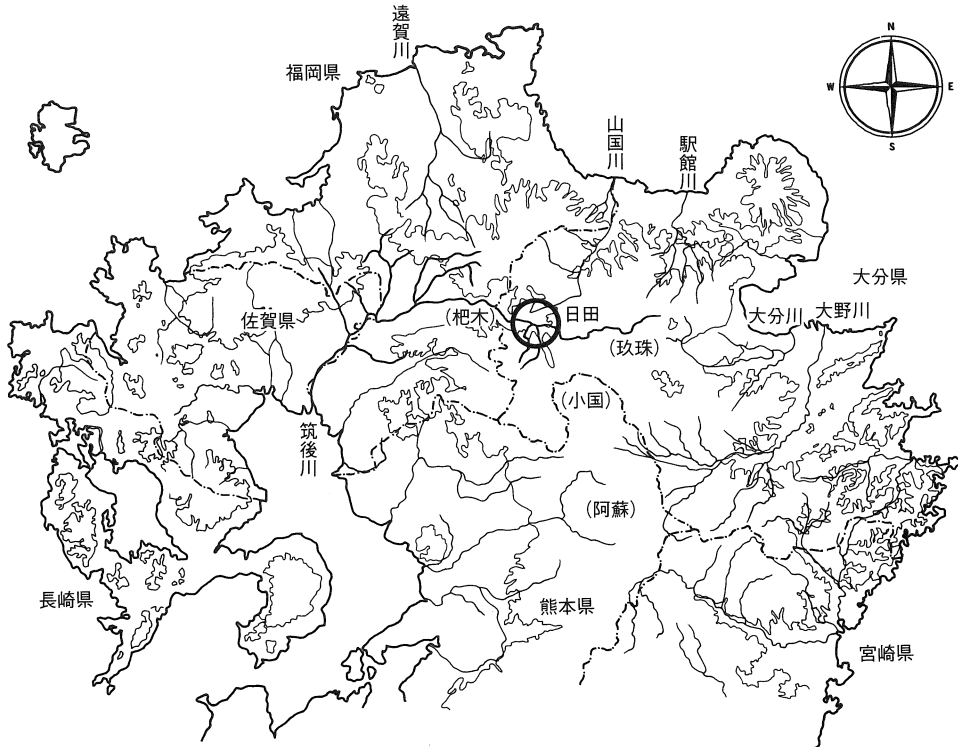 遠賀川
福岡県
N
W
E
S
山国川
駅館川
大分県
佐賀県
(杷木)
日田
大分川
大野川
(玖珠)
(小国)
筑後川
(阿蘇)
長崎県
熊本県
宮崎県